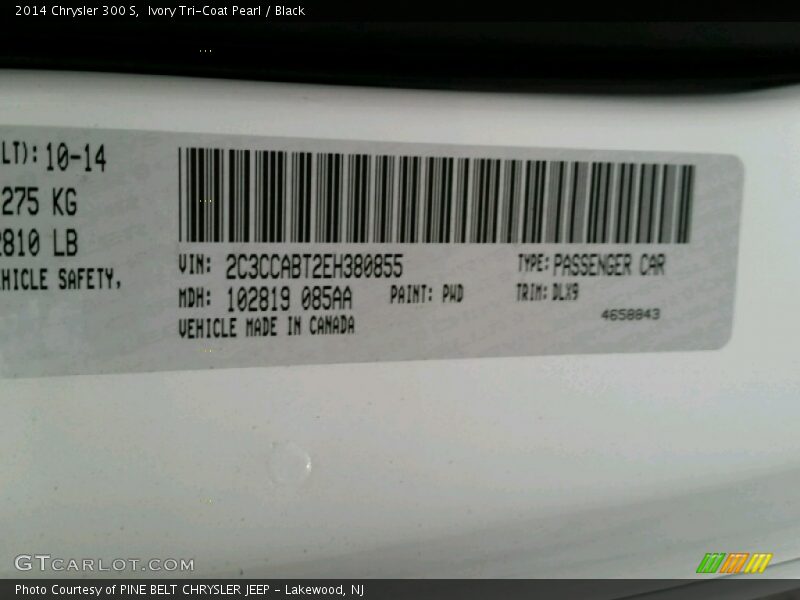 2014 Chrysler 300 S, Ivory Tri-Coat Pearl / Black
LT): 10-14
275 KG
2810 LB
HICLE SAFETY,
VIN: 2C3CCABT2EH380855
TYPE: PASSENGER CAR
MDH: 102819 085AA
PAINT: PWD
TRIM: DLX9
VEHICLE MADE IN CANADA
4658843
GTCARLOT.COM
Photo Courtesy of PINE BELT CHRYSLER JEEP - Lakewood, NJ